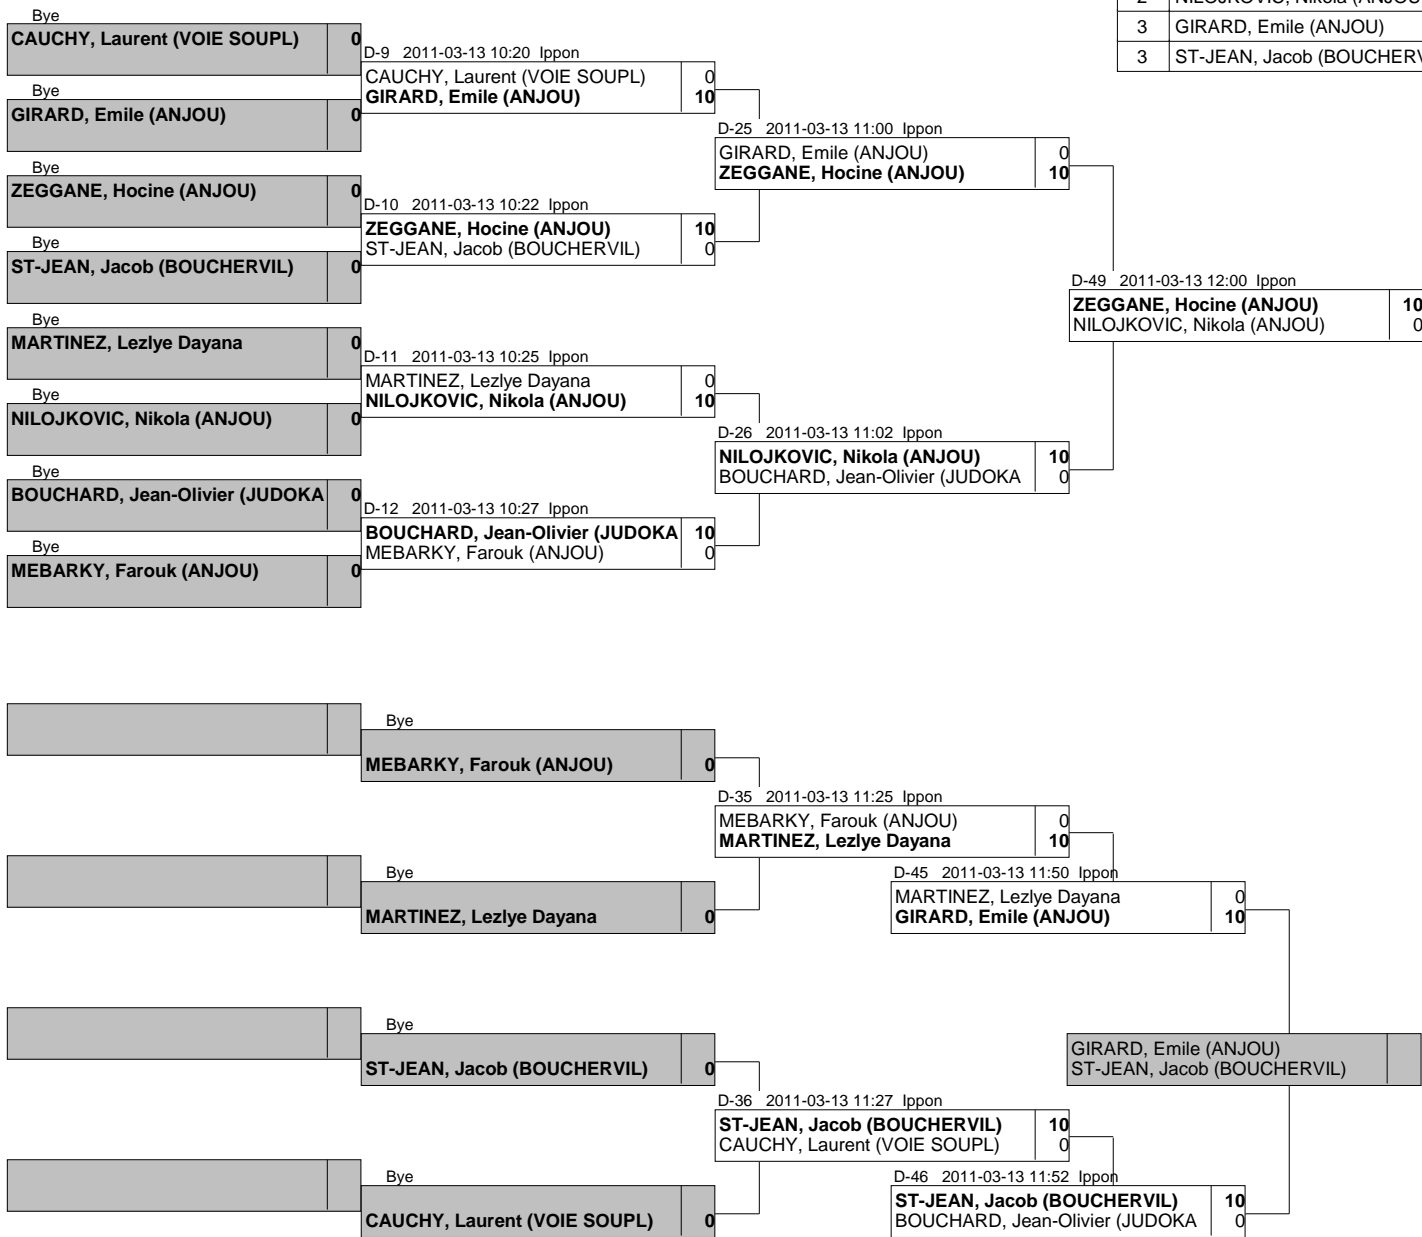 2 NILOJKOVIC, Nikola (ANJOU
3 GIRARD, Emile (ANJOU)
3 ST-JEAN, Jacob (BOUCHERV
Bye
CAUCHY, Laurent (VOIE SOUPL) 0
Bye
GIRARD, Emile (ANJOU) 0
Bye
ZEGGANE, Hocine (ANJOU) 0
Bye
ST-JEAN, Jacob (BOUCHERVIL) 0
Bye
MARTINEZ, Lezlye Dayana 0
Bye
NILOJKOVIC, Nikola (ANJOU) 0
Bye
BOUCHARD, Jean-Olivier (JUDOKA 0
Bye
MEBARKY, Farouk (ANJOU) 0
D-9 2011-03-13 10:20 Ippon
CAUCHY, Laurent (VOIE SOUPL) 0
GIRARD, Emile (ANJOU) 10
D-10 2011-03-13 10:22 Ippon
ZEGGANE, Hocine (ANJOU) 10
ST-JEAN, Jacob (BOUCHERVIL) 0
D-11 2011-03-13 10:25 Ippon
MARTINEZ, Lezlye Dayana 0
NILOJKOVIC, Nikola (ANJOU) 10
D-12 2011-03-13 10:27 Ippon
BOUCHARD, Jean-Olivier (JUDOKA 10
MEBARKY, Farouk (ANJOU) 0
D-25 2011-03-13 11:00 Ippon
GIRARD, Emile (ANJOU) 0
ZEGGANE, Hocine (ANJOU) 10
D-26 2011-03-13 11:02 Ippon
NILOJKOVIC, Nikola (ANJOU) 10
BOUCHARD, Jean-Olivier (JUDOKA 0
D-49 2011-03-13 12:00 Ippon
ZEGGANE, Hocine (ANJOU) 10
NILOJKOVIC, Nikola (ANJOU) 0
Bye
MEBARKY, Farouk (ANJOU) 0
Bye
MARTINEZ, Lezlye Dayana 0
Bye
ST-JEAN, Jacob (BOUCHERVIL) 0
Bye
CAUCHY, Laurent (VOIE SOUPL) 0
D-35 2011-03-13 11:25 Ippon
MEBARKY, Farouk (ANJOU) 0
MARTINEZ, Lezlye Dayana 10
D-45 2011-03-13 11:50 Ippon
MARTINEZ, Lezlye Dayana 0
GIRARD, Emile (ANJOU) 10
D-36 2011-03-13 11:27 Ippon
ST-JEAN, Jacob (BOUCHERVIL) 10
CAUCHY, Laurent (VOIE SOUPL) 0
D-46 2011-03-13 11:52 Ippon
ST-JEAN, Jacob (BOUCHERVIL) 10
BOUCHARD, Jean-Olivier (JUDOKA 0
GIRARD, Emile (ANJOU)
ST-JEAN, Jacob (BOUCHERVIL)